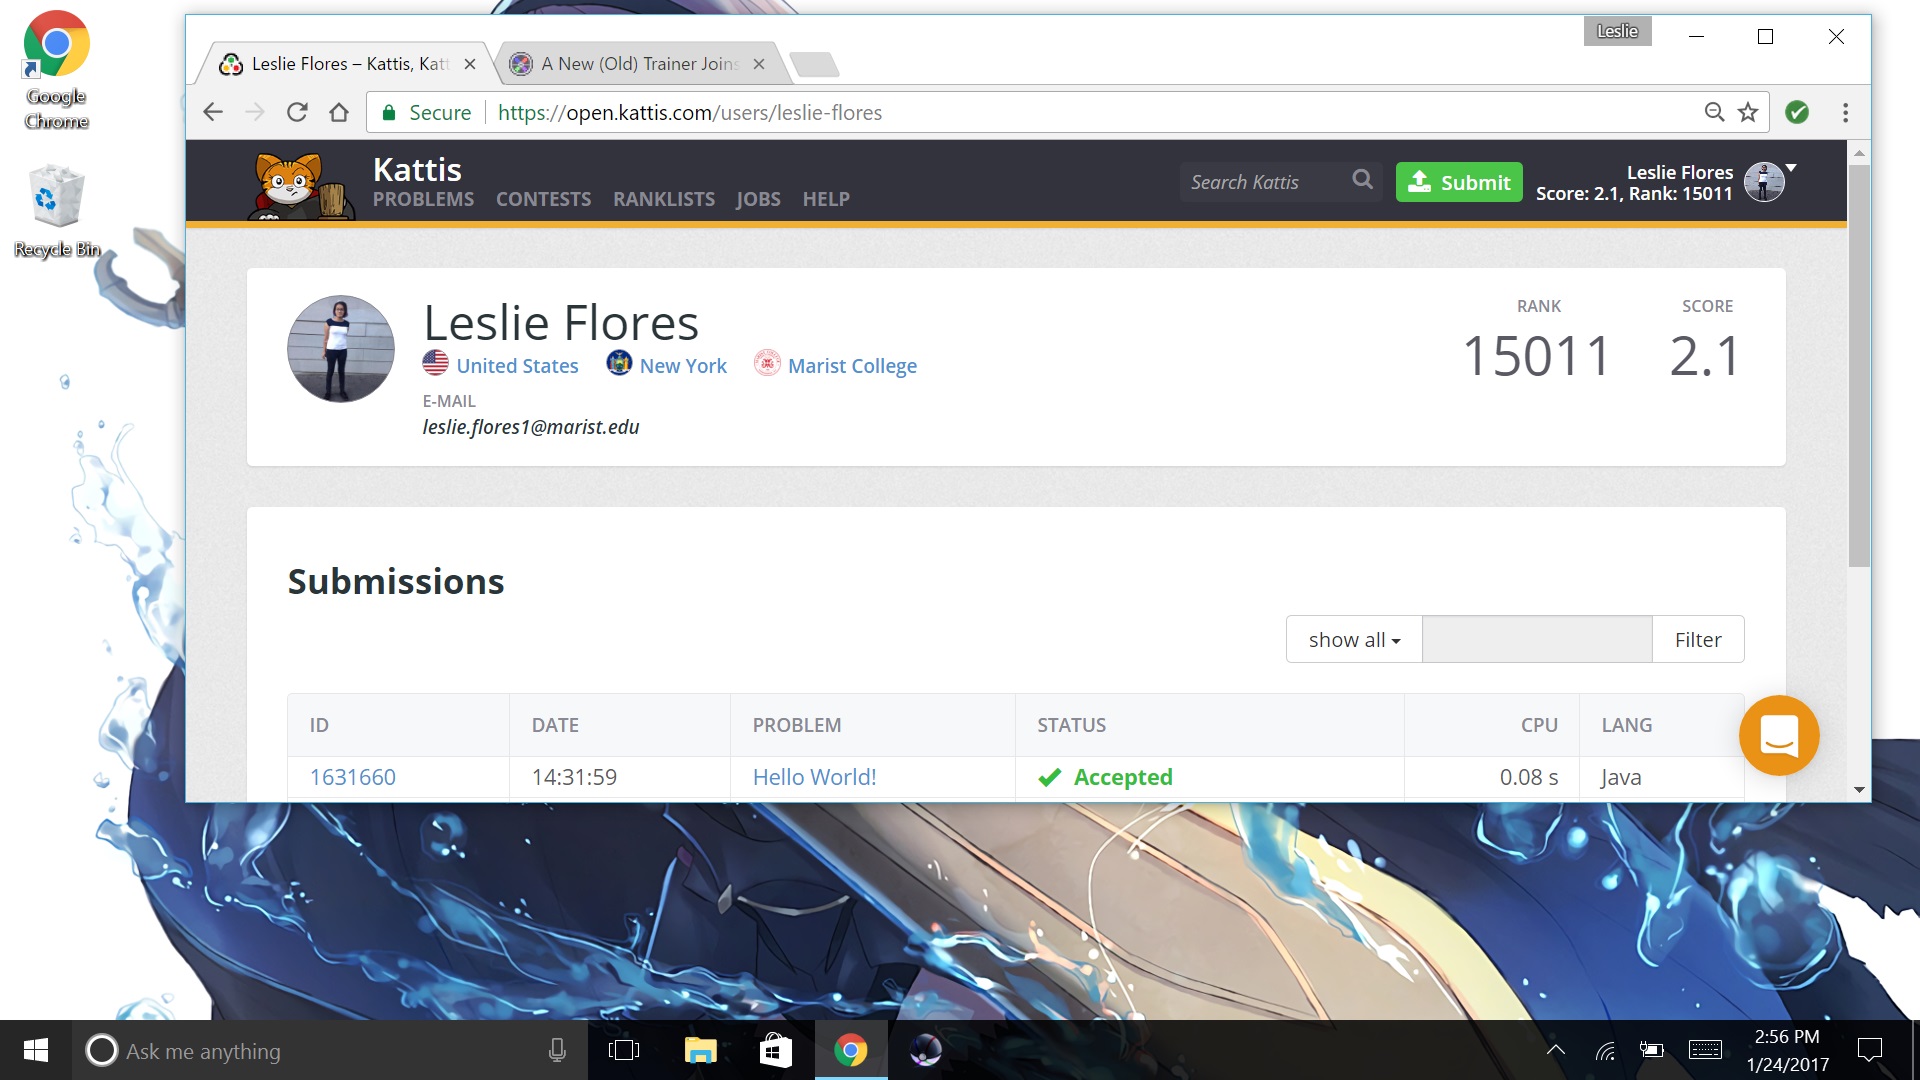 Leslie
Google
Chrome
Recycle Bin
Leslie Flores – Kattis, Katt
A New (Old) Trainer Joins
Secure
https://open.kattis.com/users/leslie-flores
Kattis
PROBLEMS CONTESTS RANKLISTS JOBS HELP
Search Kattis
Submit
Leslie Flores
Score: 2.1, Rank: 15011
Leslie Flores
United States New York Marist College
E-MAIL
leslie.flores1@marist.edu
RANK SCORE
15011 2.1
Submissions
show all Filter
ID DATE PROBLEM STATUS CPU LANG
1631660 14:31:59 Hello World! Accepted 0.08 s Java
Ask me anything
2:56 PM
1/24/2017